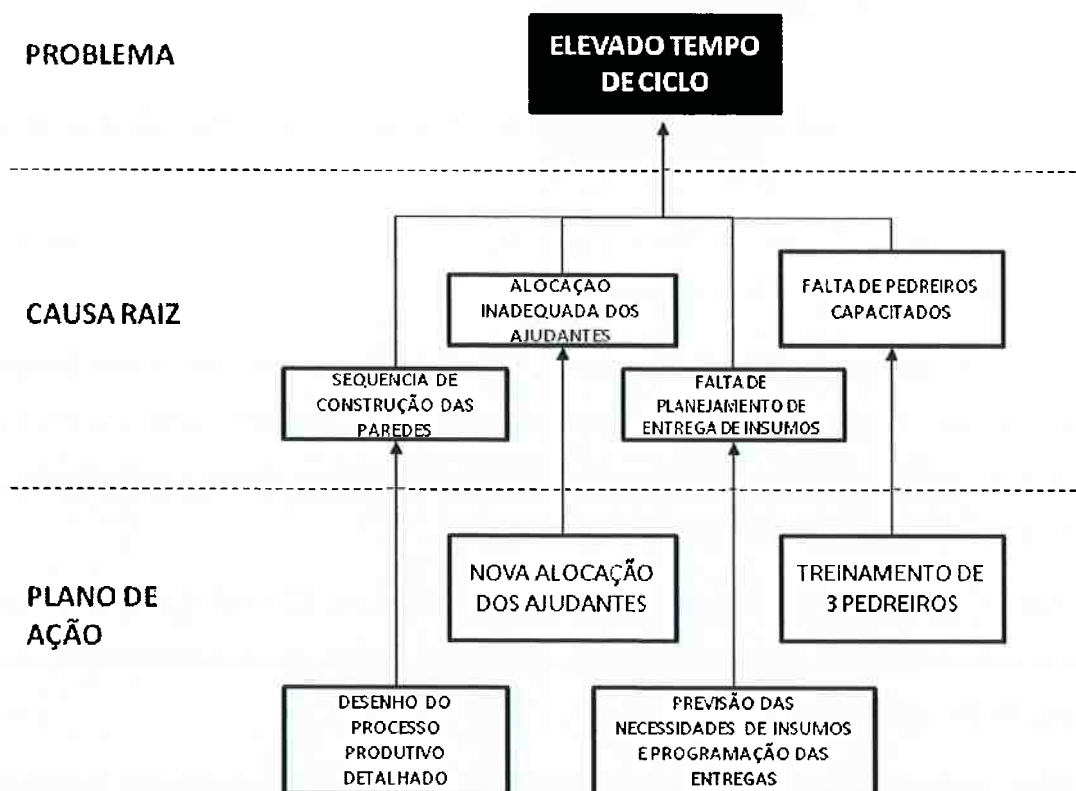 PROBLEMA
ELEVADO TEMPO
DE CICLO
CAUSA RAIZ
ALOCAÇAO
INADEQUADA DOS
AJUDANTES
FALTA DE PEDREIROS
CAPACITADOS
SEQUENCIA DE
CONSTRUÇÃO DAS
PAREDES
FALTA DE
PLANEJAMENTO DE
ENTREGA DE INSUMOS
PLANO DE
AÇÃO
NOVA ALOCAÇÃO
DOS AJUDANTES
TREINAMENTO DE
3 PEDREIROS
DESENHO DO
PROCESSO
PRODUTIVO
DETALHADO
PREVISÃO DAS
NECESSIDADES DE INSUMOS
E PROGRAMAÇÃO DAS
ENTREGAS